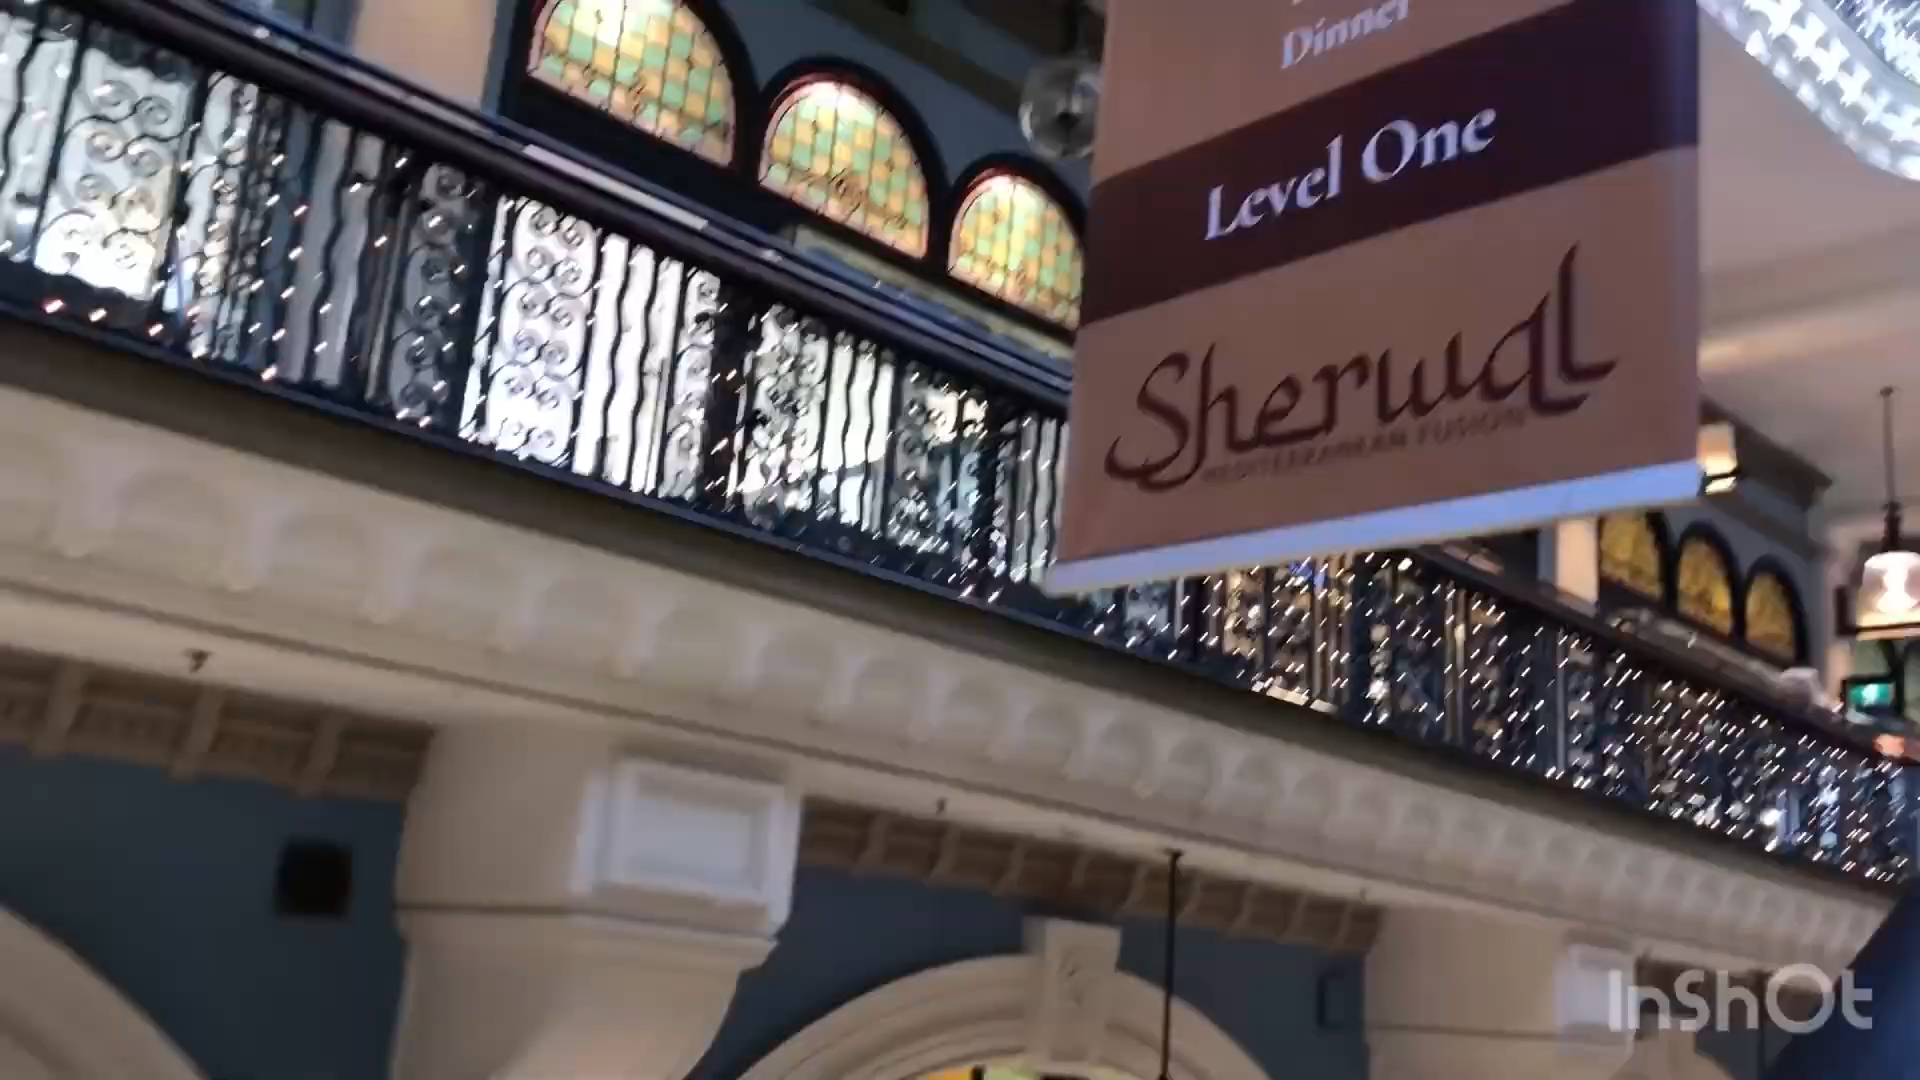 Dinner
Level One
Sherwal
MEDITERRANEAN FUSION
InShOt